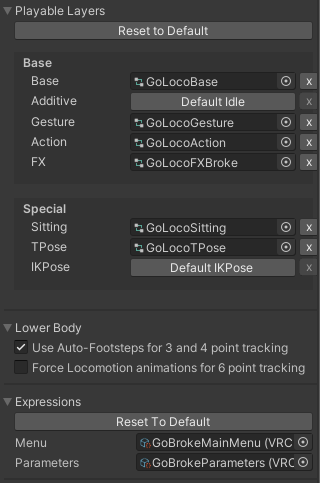 Playable Layers
Reset to Default
Base
Base GoLocoBase x
Additive Default Idle x
Gesture GoLocoGesture x
Action GoLocoAction x
FX GoLocoFXBroke x
Special
Sitting GoLocoSitting x
TPose GoLocoTPose x
IKPose Default IKPose x
Lower Body
Use Auto-Footsteps for 3 and 4 point tracking
Force Locomotion animations for 6 point tracking
Expressions
Reset To Default
Menu GoBrokeMainMenu (VRC
Parameters GoBrokeParameters (VRC